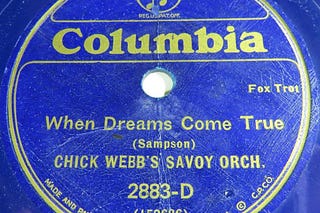 REG.U.S.PAT.OFF.
Columbia
Fox Trot
When Dreams Come True
(Sampson)
CHICK WEBB'S SAVOY ORCH.
2883-D
MADE AND
© C.P.CO.